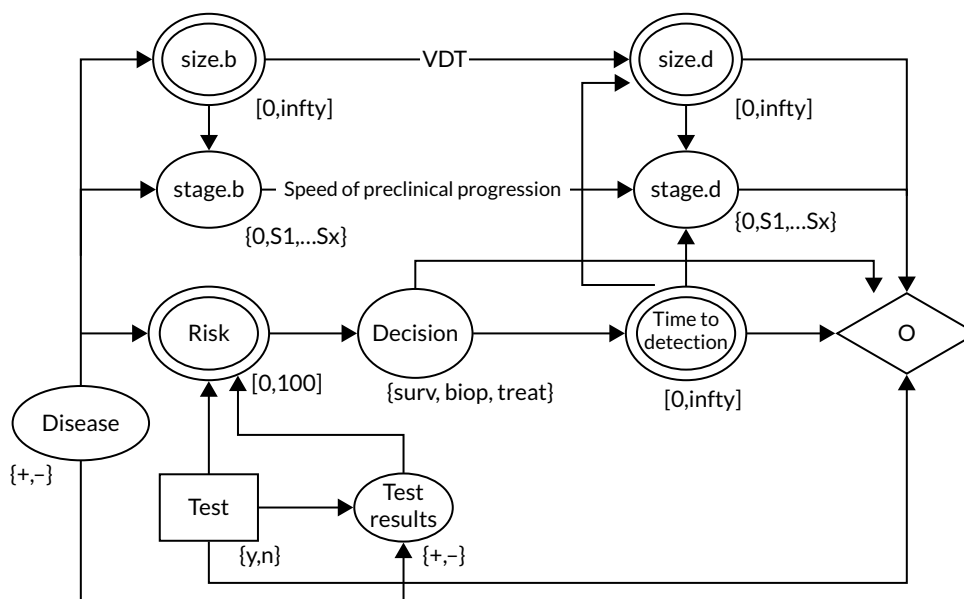 size.b
VDT
size.d
[0,infty]
[0,infty]
stage.b
Speed of preclinical progression
stage.d
{0,S1,...Sx}
{0,S1,...Sx}
Risk
Decision
Time to
detection
O
[0,100]
{surv, biop, treat}
[0,infty]
Disease
{+,–}
Test
Test
results
{y,n}
{+,–}